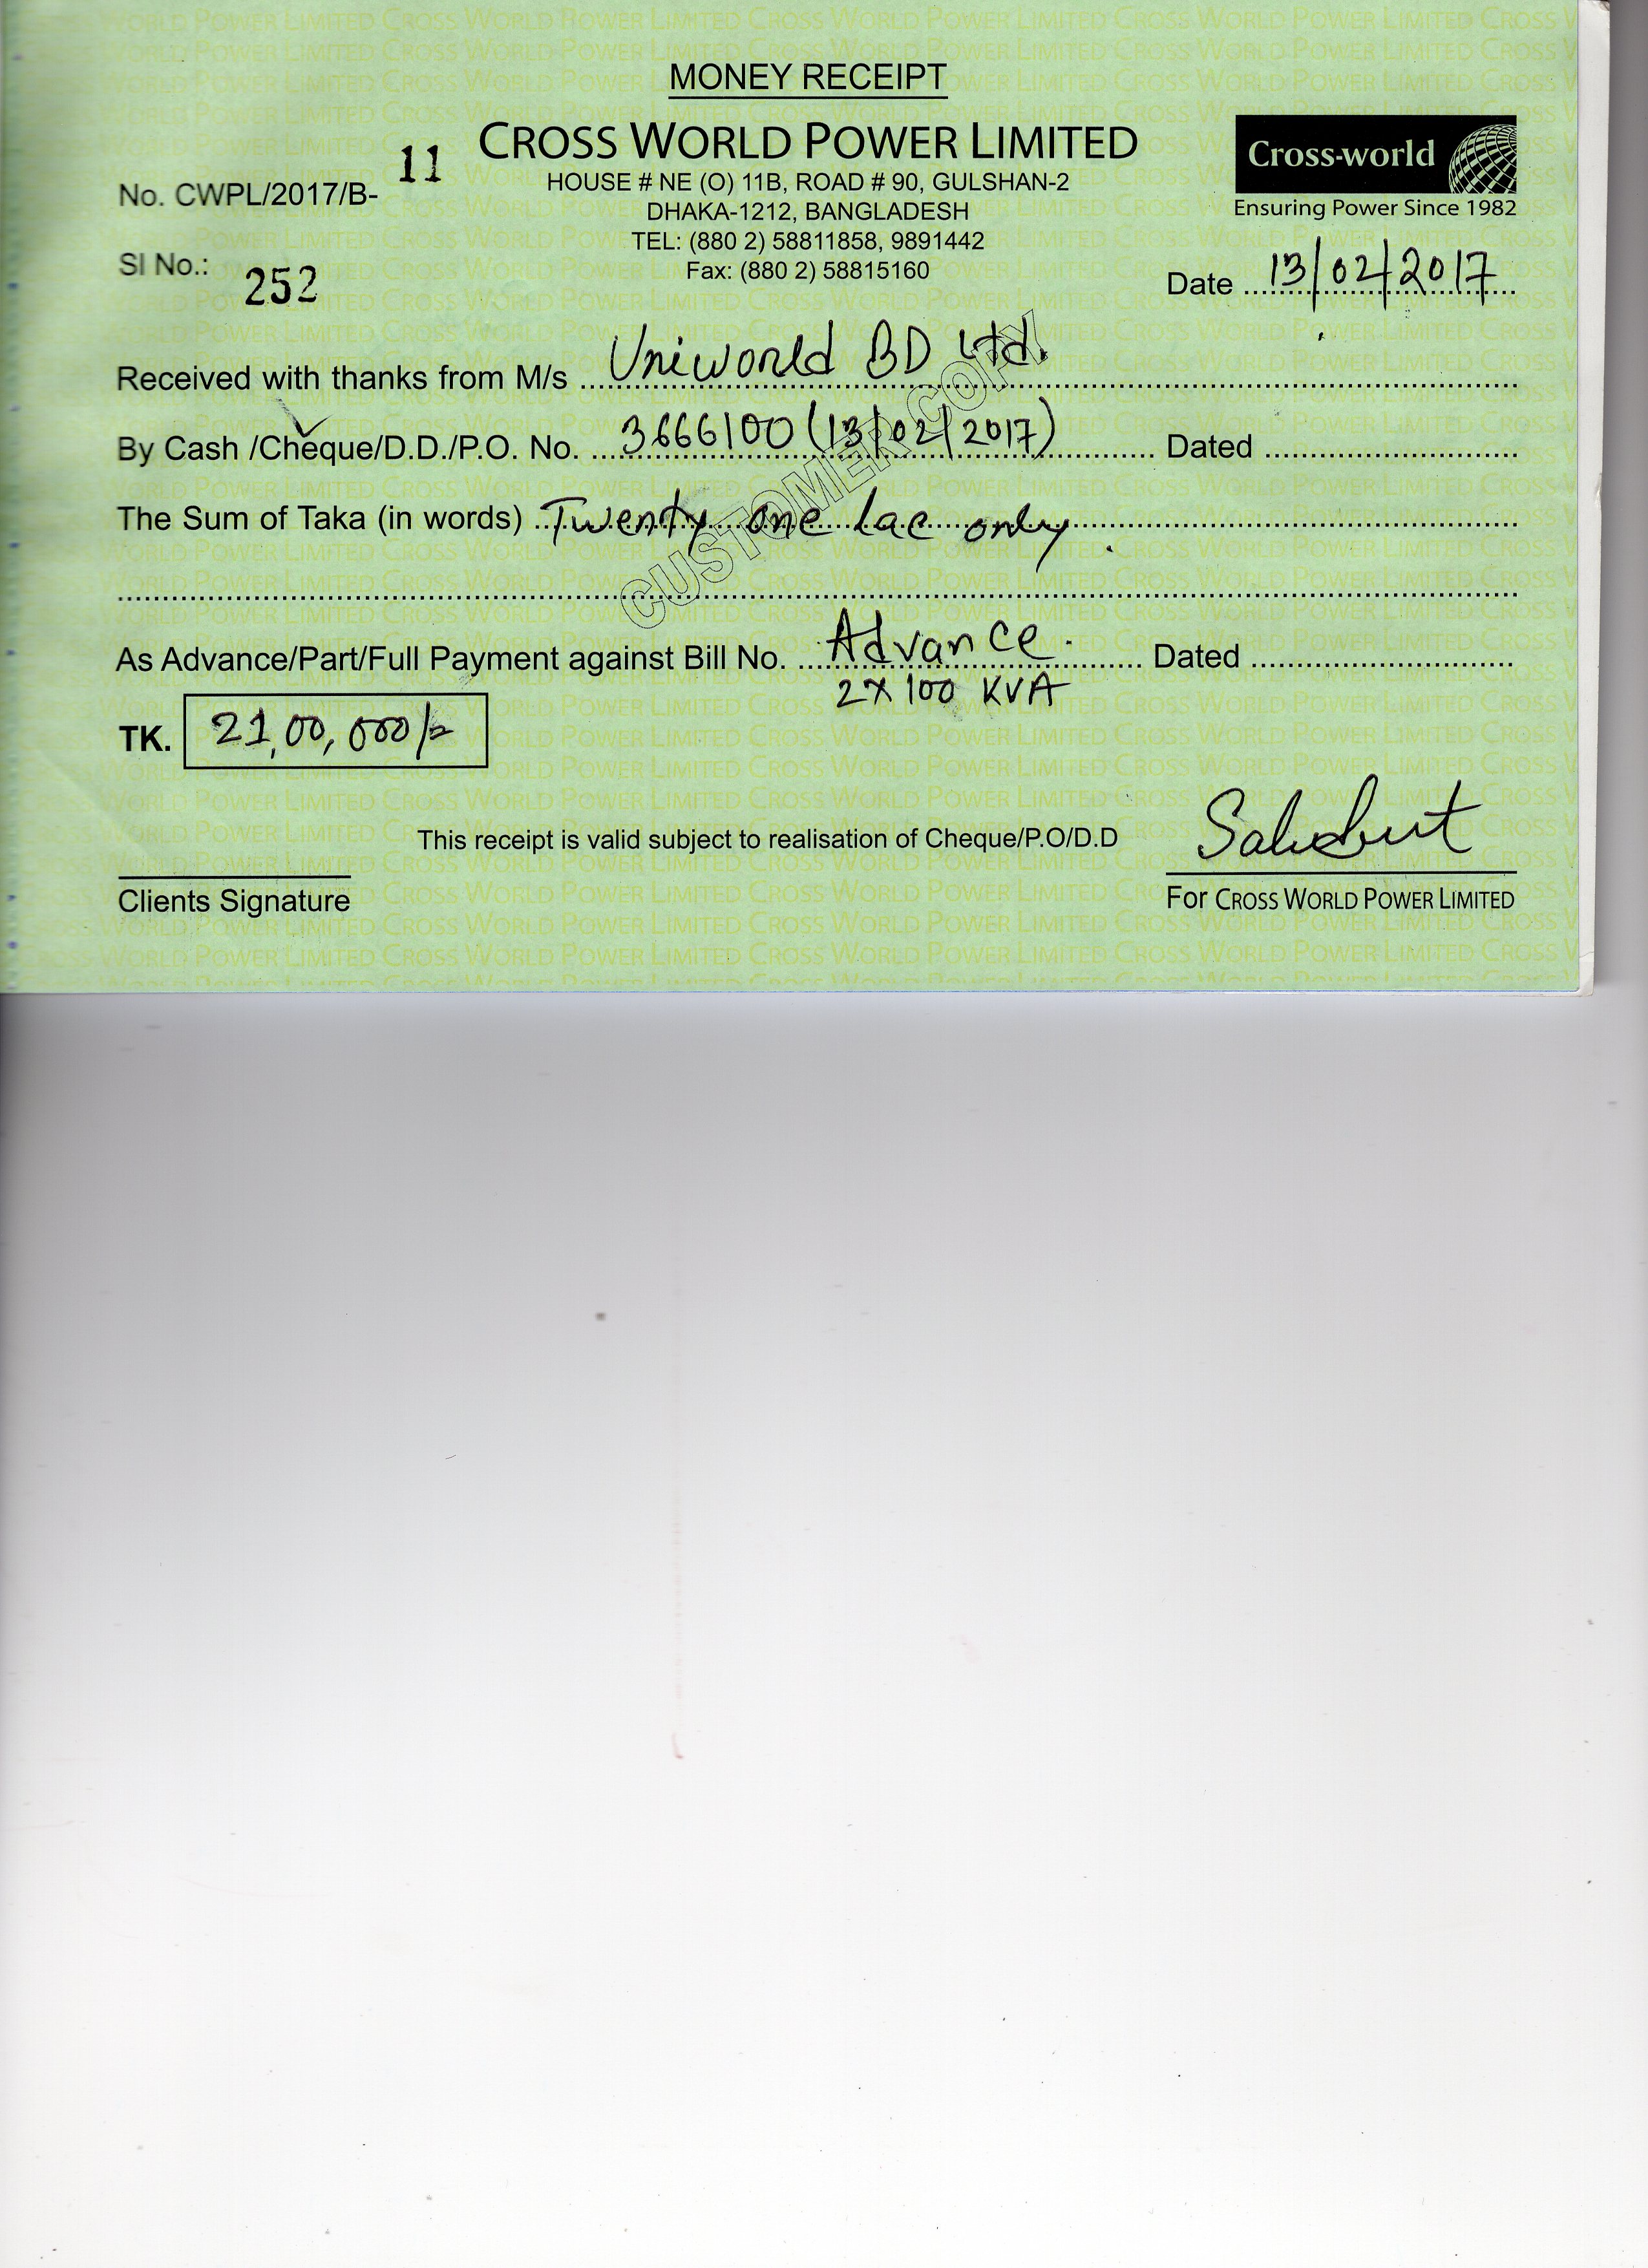 MONEY RECEIPT
CROSS WORLD POWER LIMITED
HOUSE # NE (O) 11B, ROAD # 90, GULSHAN-2
DHAKA-1212, BANGLADESH
TEL: (880 2) 58811858, 9891442
Fax: (880 2) 58815160
Cross-world
Ensuring Power Since 1982
No. CWPL/2017/B- 11
Sl No.: 252
Date 13/02/2017
Received with thanks from M/s Uniworld BD Ltd.
By Cash /Cheque/D.D./P.O. No. 3666100 (13/02/2017) Dated
The Sum of Taka (in words) Twenty one lac only.
CUSTOMER COPY
As Advance/Part/Full Payment against Bill No. Advance. Dated
2x100 KVA
TK. 21,00,000/=
This receipt is valid subject to realisation of Cheque/P.O/D.D
Clients Signature
For CROSS WORLD POWER LIMITED